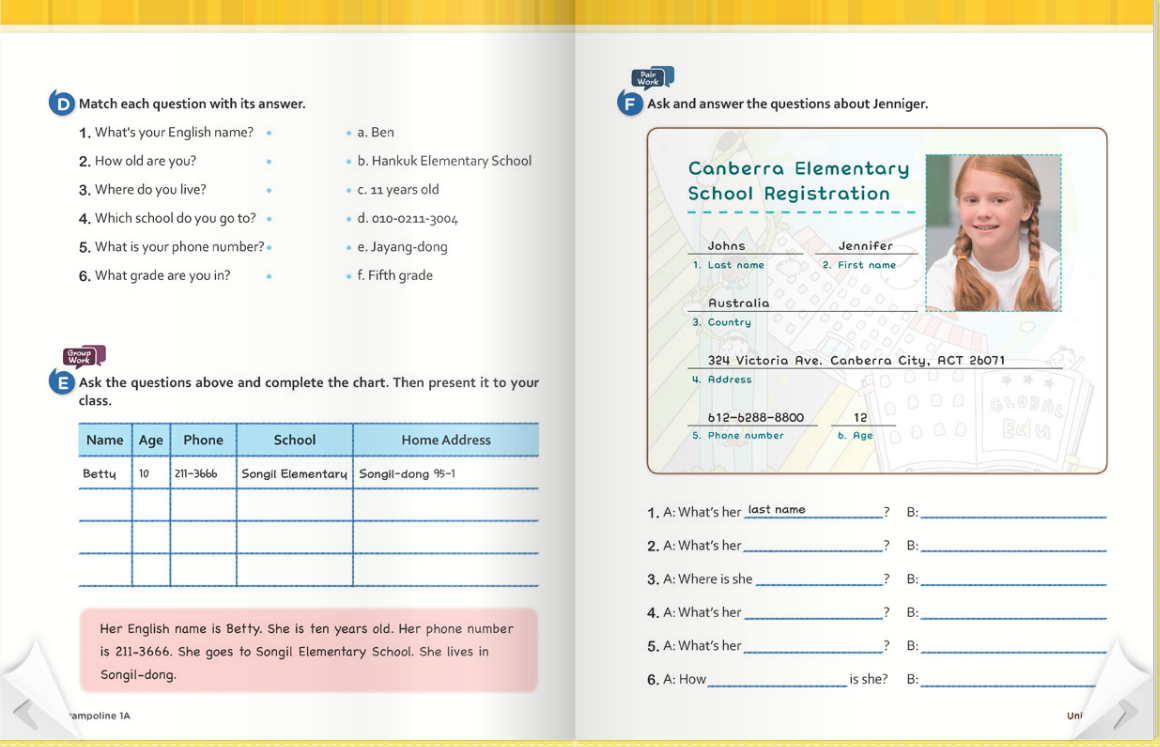 D Match each question with its answer.
1. What's your English name?
a. Ben
2. How old are you?
b. Hankuk Elementary School
3. Where do you live?
c. 11 years old
4. Which school do you go to?
d. 010-0211-3004
5. What is your phone number?
e. Jayang-dong
6. What grade are you in?
f. Fifth grade
Group
Work
E Ask the questions above and complete the chart. Then present it to your
class.
Name Age Phone School Home Address
Betty 10 211-3666 Songil Elementary Songil-dong 95-1
Her English name is Betty. She is ten years old. Her phone number
is 211-3666. She goes to Songil Elementary School. She lives in
Songil-dong.
rampoline 1A
Pair
Work
F Ask and answer the questions about Jenniger.
Canberra Elementary
School Registration
Johns Jennifer
1. Last name 2. First name
Australia
3. Country
324 Victoria Ave. Canberra City, ACT 26071
4. Address
612-6288-8800 12
5. Phone number 6. Age
GLOBAL
Edu
1. A: What's her last name ? B:
2. A: What's her ? B:
3. A: Where is she ? B:
4. A: What's her ? B:
5. A: What's her ? B:
6. A: How is she? B:
Uni